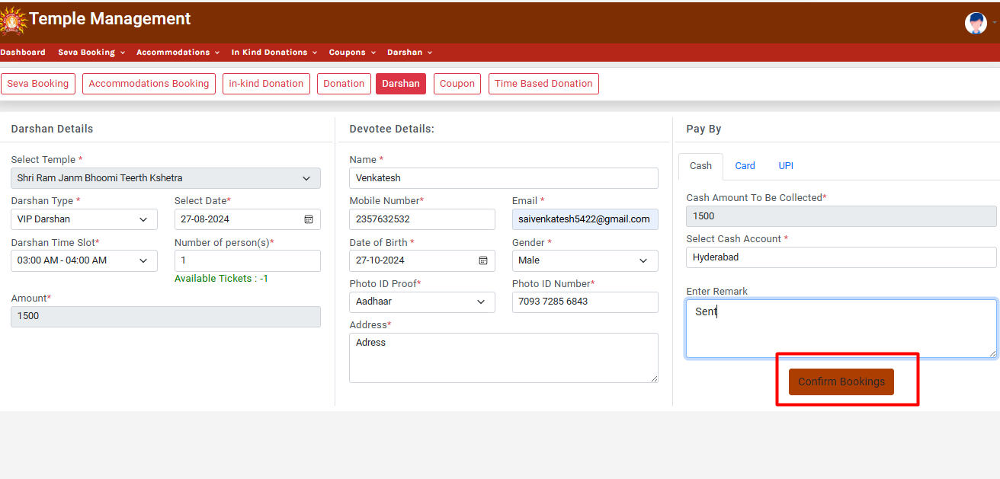 Temple Management
Dashboard Seva Booking Accommodations In Kind Donations Coupons Darshan
Seva Booking Accommodations Booking in-kind Donation Donation Darshan Coupon Time Based Donation
Darshan Details
Select Temple *
Shri Ram Janm Bhoomi Teerth Kshetra
Darshan Type * Select Date*
VIP Darshan 27-08-2024
Darshan Time Slot* Number of person(s)*
03:00 AM - 04:00 AM 1
Available Tickets : -1
Amount*
1500
Devotee Details:
Name *
Venkatesh
Mobile Number* Email *
2357632532 saivenkatesh5422@gmail.com
Date of Birth * Gender *
27-10-2024 Male
Photo ID Proof* Photo ID Number*
Aadhaar 7093 7285 6843
Address*
Adress
Pay By
Cash Card UPI
Cash Amount To Be Collected*
1500
Select Cash Account *
Hyderabad
Enter Remark
Sent
Confirm Bookings